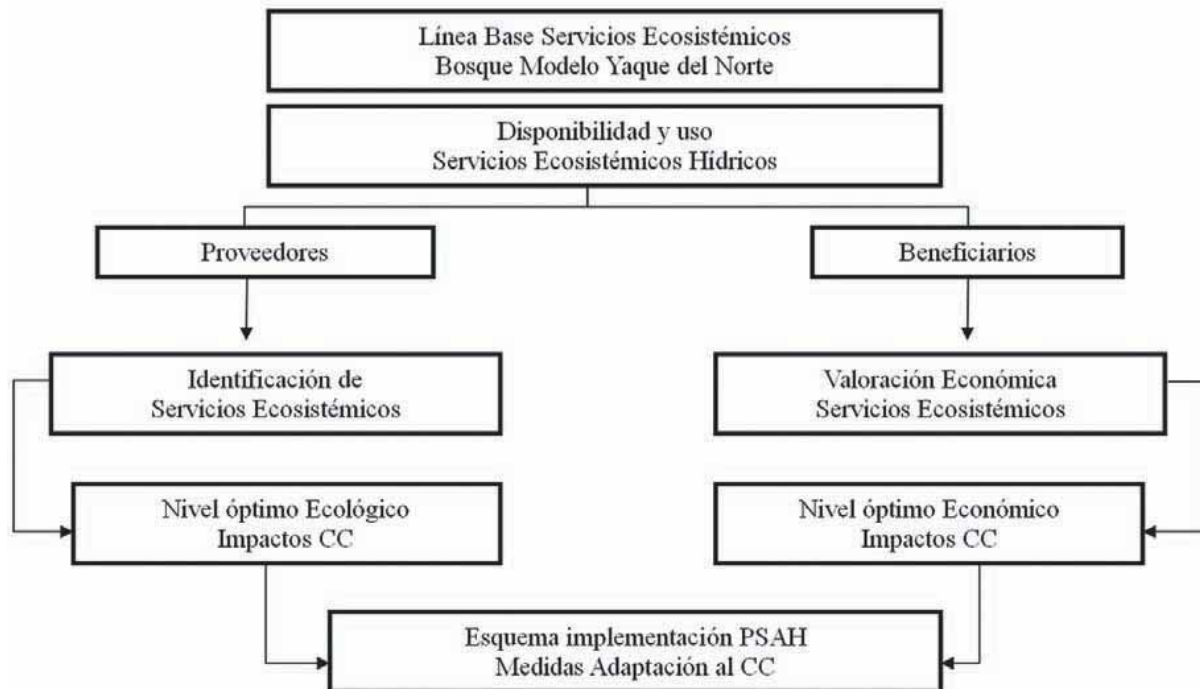 Línea Base Servicios Ecosistémicos
Bosque Modelo Yaque del Norte
Disponibilidad y uso
Servicios Ecosistémicos Hídricos
Proveedores
Beneficiarios
Identificación de
Servicios Ecosistémicos
Valoración Económica
Servicios Ecosistémicos
Nivel óptimo Ecológico
Impactos CC
Nivel óptimo Económico
Impactos CC
Esquema implementación PSAH
Medidas Adaptación al CC